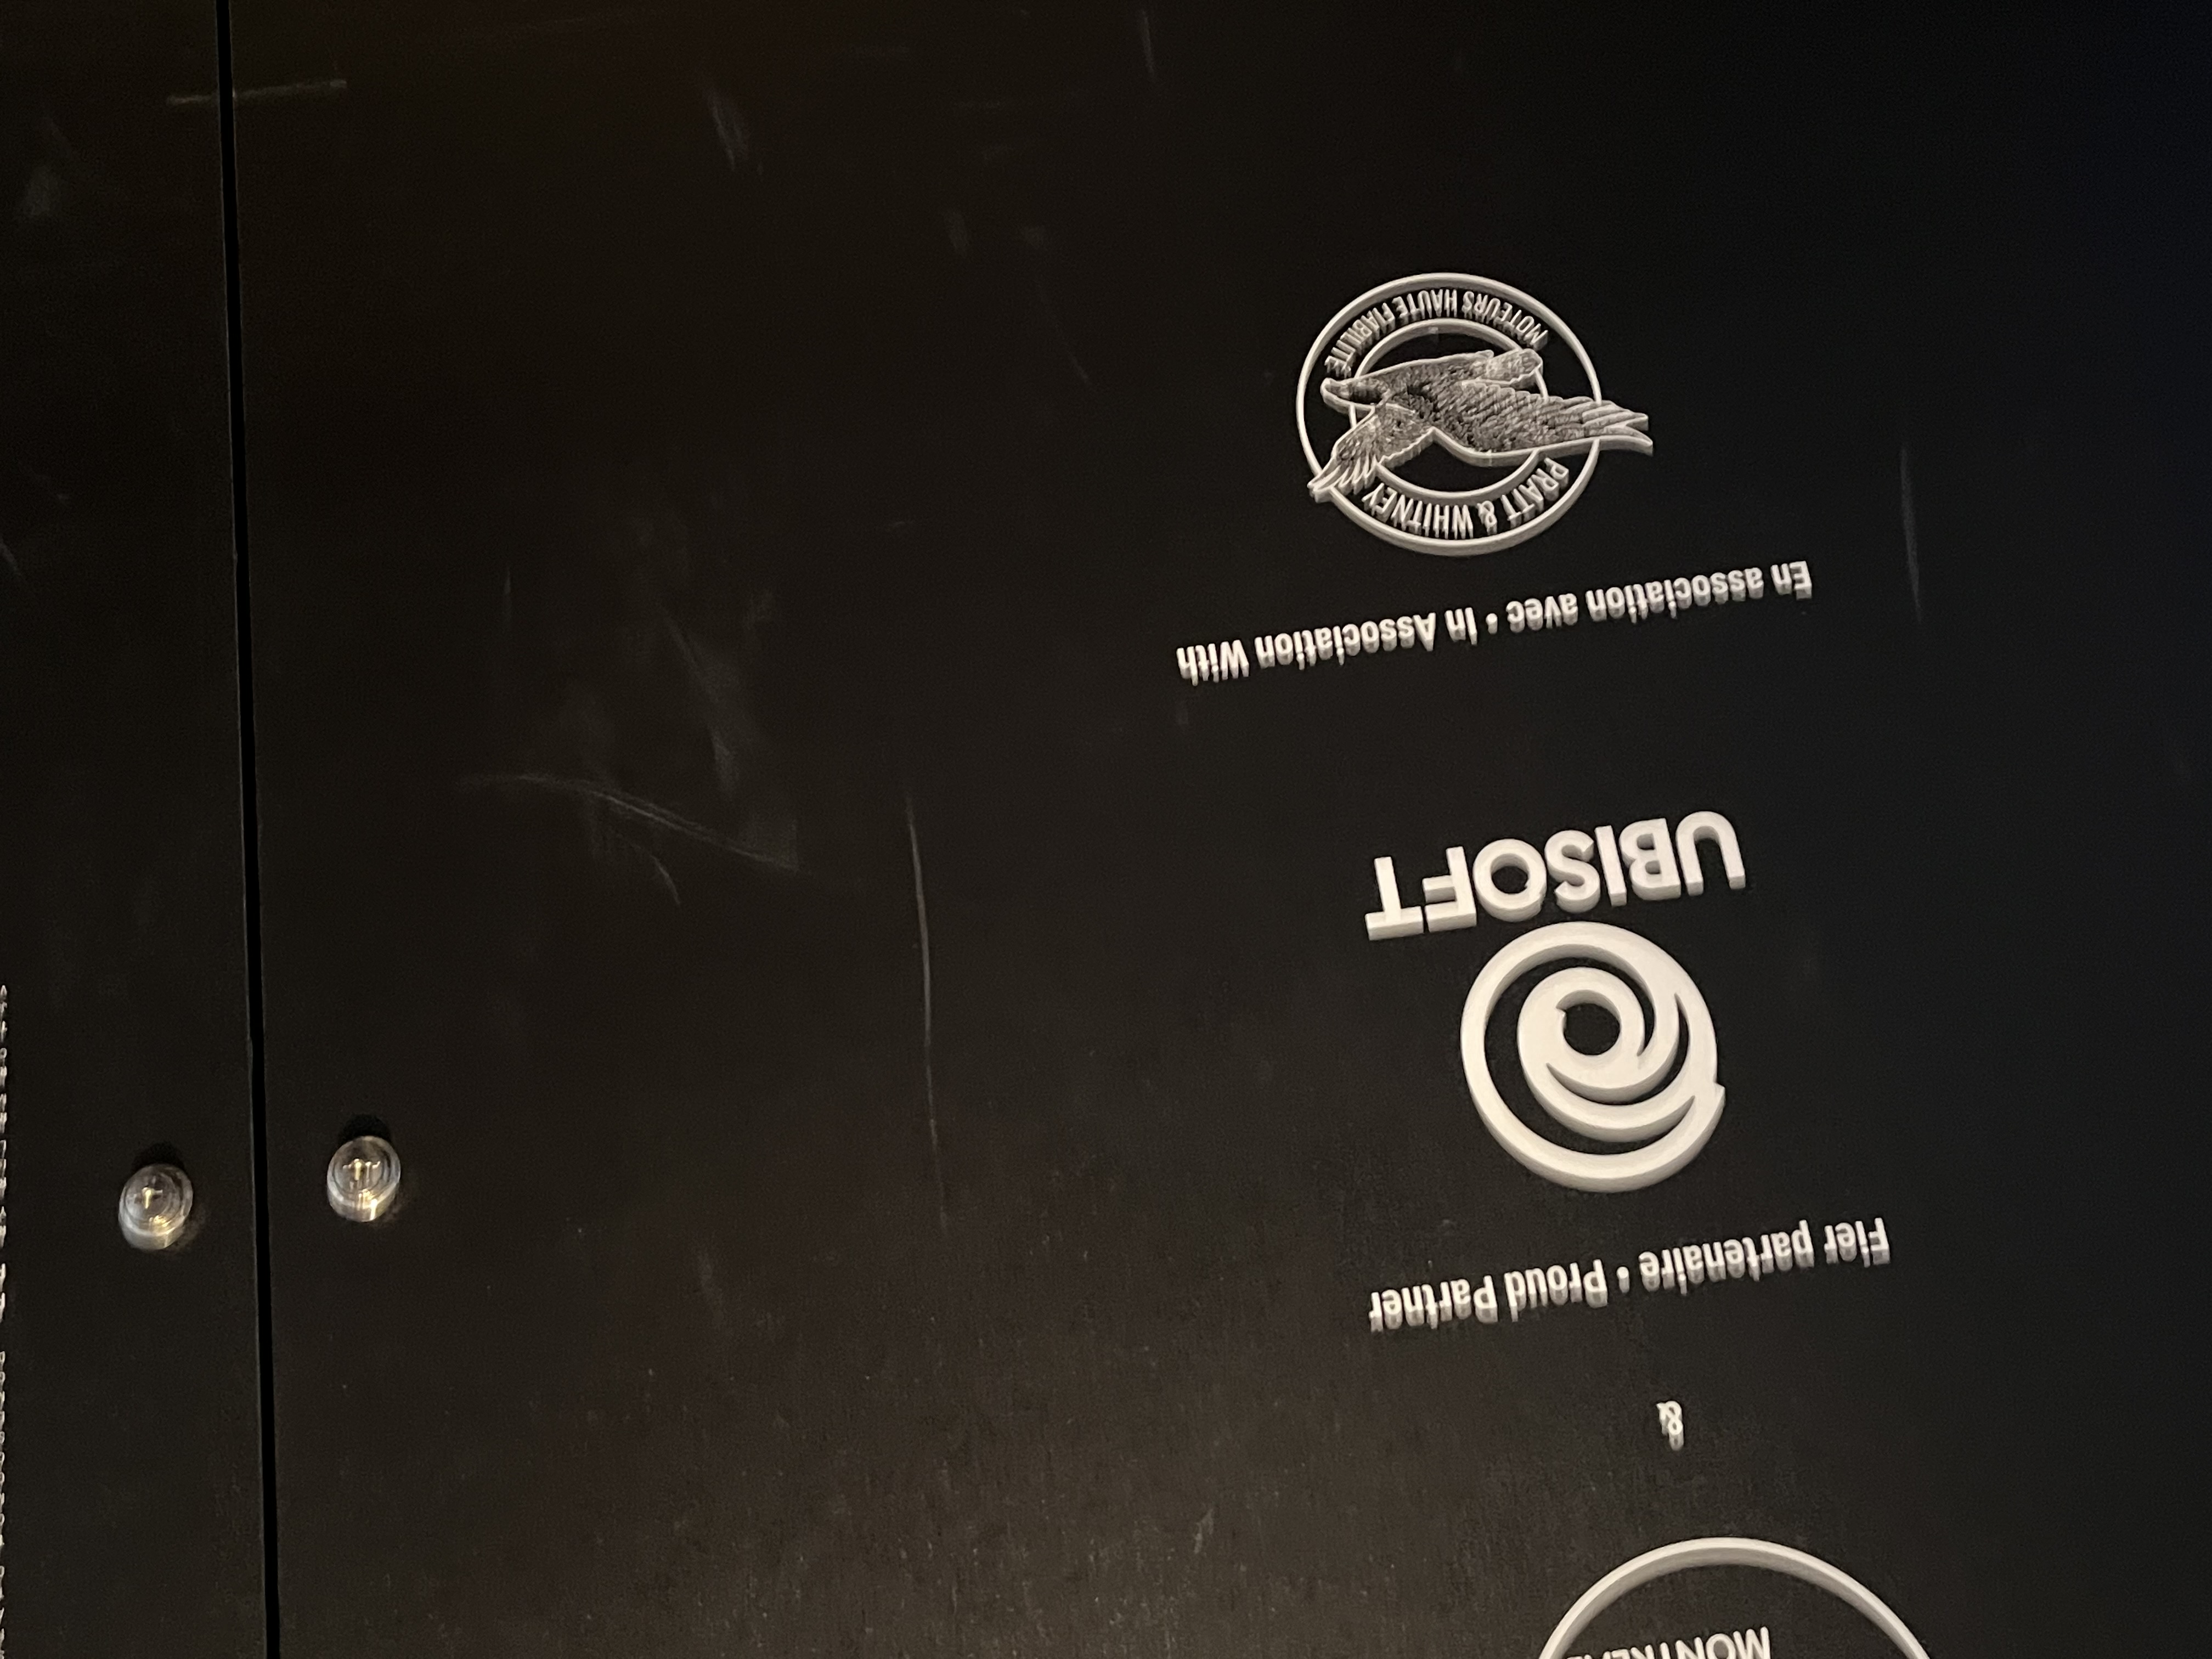 MONTRÉAL
&
Fier partenaire • Proud Partner
UBISOFT
En association avec • In Association With
PRATT & WHITNEY
MOTEURS HAUTE FIABILITÉ